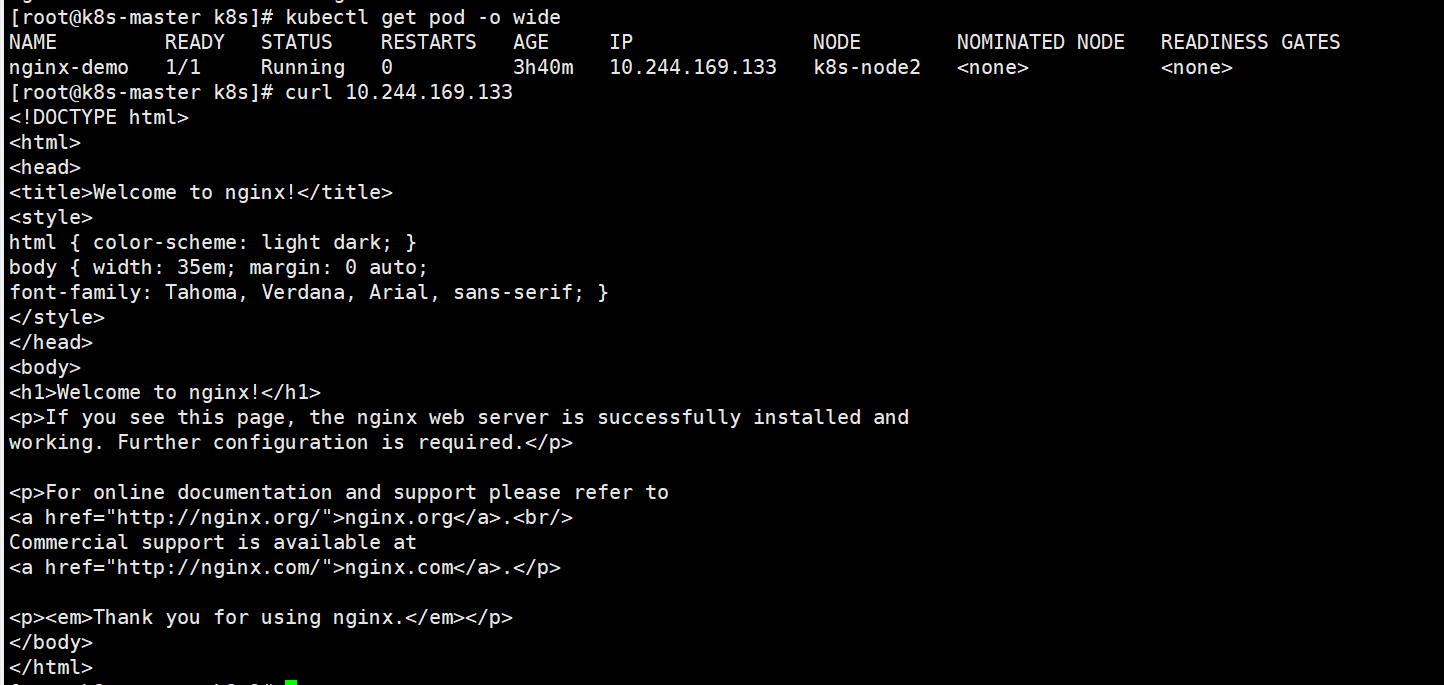 [root@k8s-master k8s]# kubectl get pod -o wide
NAME         READY   STATUS    RESTARTS   AGE     IP               NODE        NOMINATED NODE   READINESS GATES
nginx-demo   1/1     Running   0          3h40m   10.244.169.133   k8s-node2   <none>           <none>
[root@k8s-master k8s]# curl 10.244.169.133
<!DOCTYPE html>
<html>
<head>
<title>Welcome to nginx!</title>
<style>
html { color-scheme: light dark; }
body { width: 35em; margin: 0 auto;
font-family: Tahoma, Verdana, Arial, sans-serif; }
</style>
</head>
<body>
<h1>Welcome to nginx!</h1>
<p>If you see this page, the nginx web server is successfully installed and
working. Further configuration is required.</p>

<p>For online documentation and support please refer to
<a href="http://nginx.org/">nginx.org</a>.<br/>
Commercial support is available at
<a href="http://nginx.com/">nginx.com</a>.</p>

<p><em>Thank you for using nginx.</em></p>
</body>
</html>